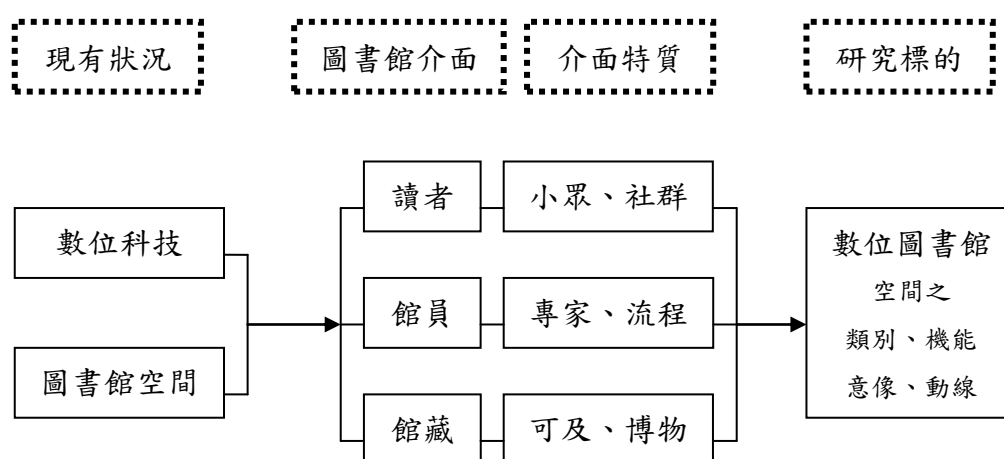 現有狀況
圖書館介面
介面特質
研究標的
數位科技
圖書館空間
讀者
小眾、社群
館員
專家、流程
館藏
可及、博物
數位圖書館
空間之
類別、機能
意像、動線